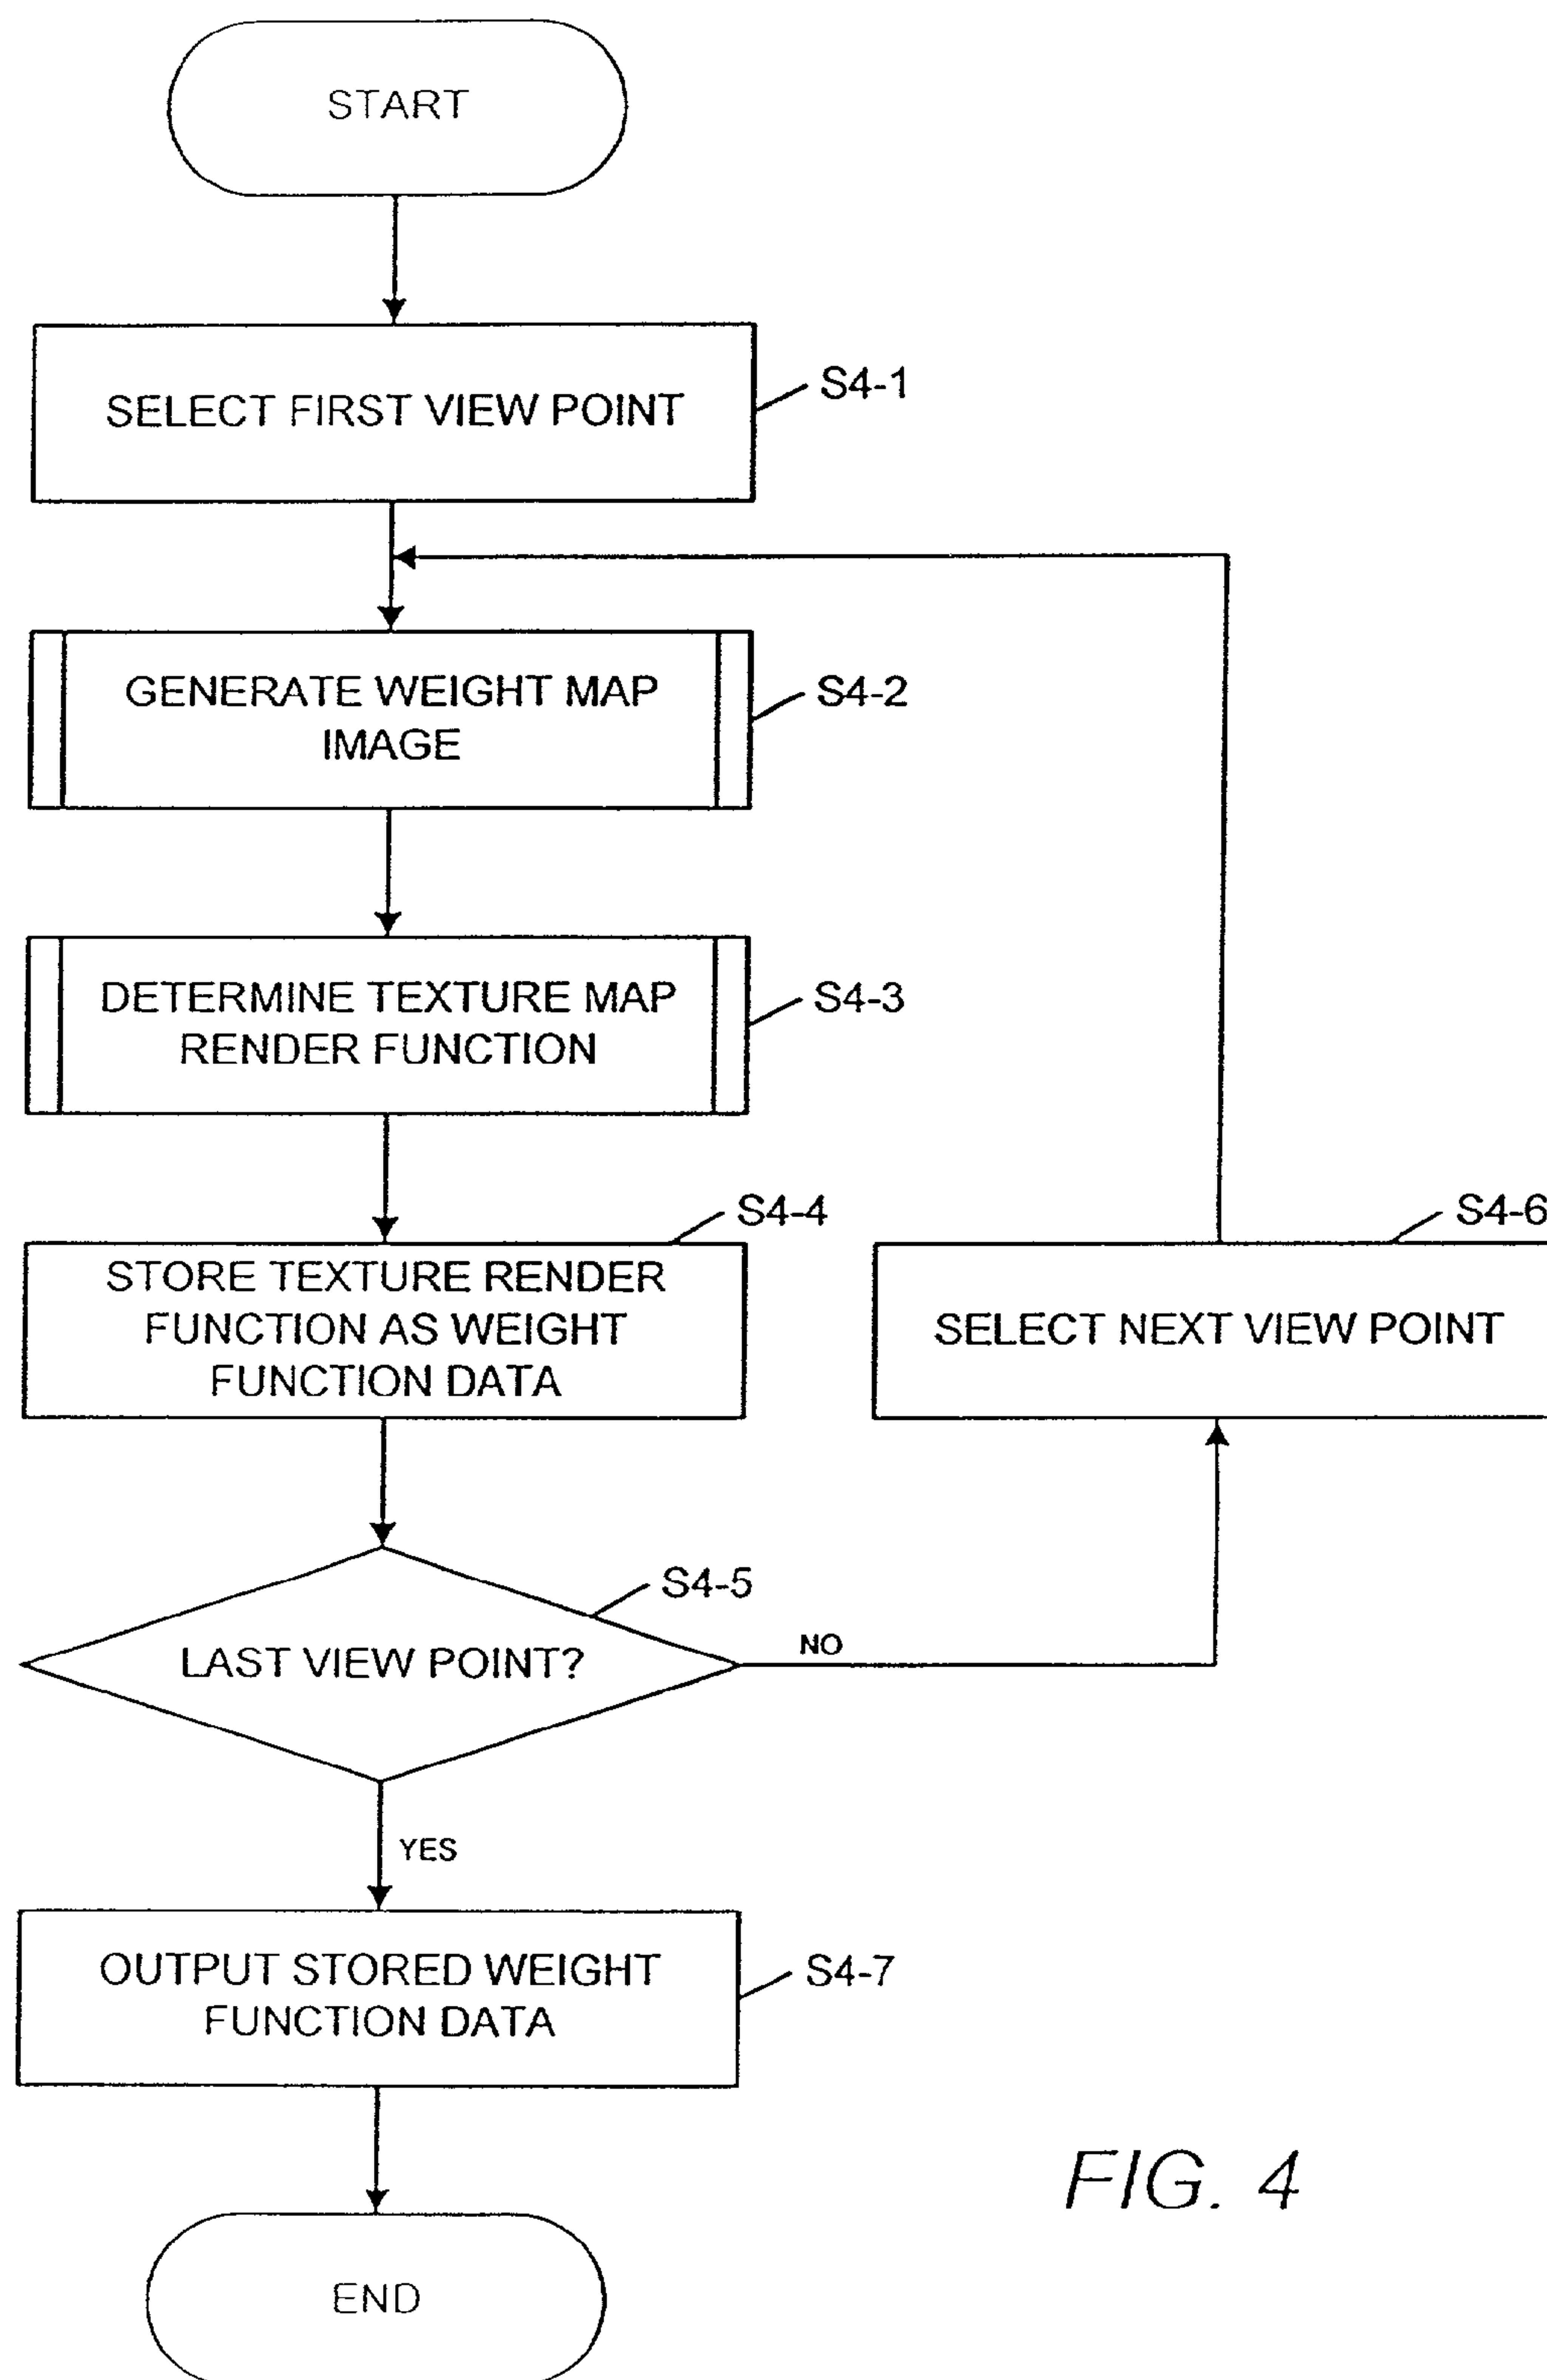 START
SELECT FIRST VIEW POINT
S4-1
GENERATE WEIGHT MAP
IMAGE
S4-2
DETERMINE TEXTURE MAP
RENDER FUNCTION
S4-3
S4-4
STORE TEXTURE RENDER
FUNCTION AS WEIGHT
FUNCTION DATA
S4-6
SELECT NEXT VIEW POINT
S4-5
LAST VIEW POINT?
NO
YES
OUTPUT STORED WEIGHT
FUNCTION DATA
S4-7
END
FIG. 4